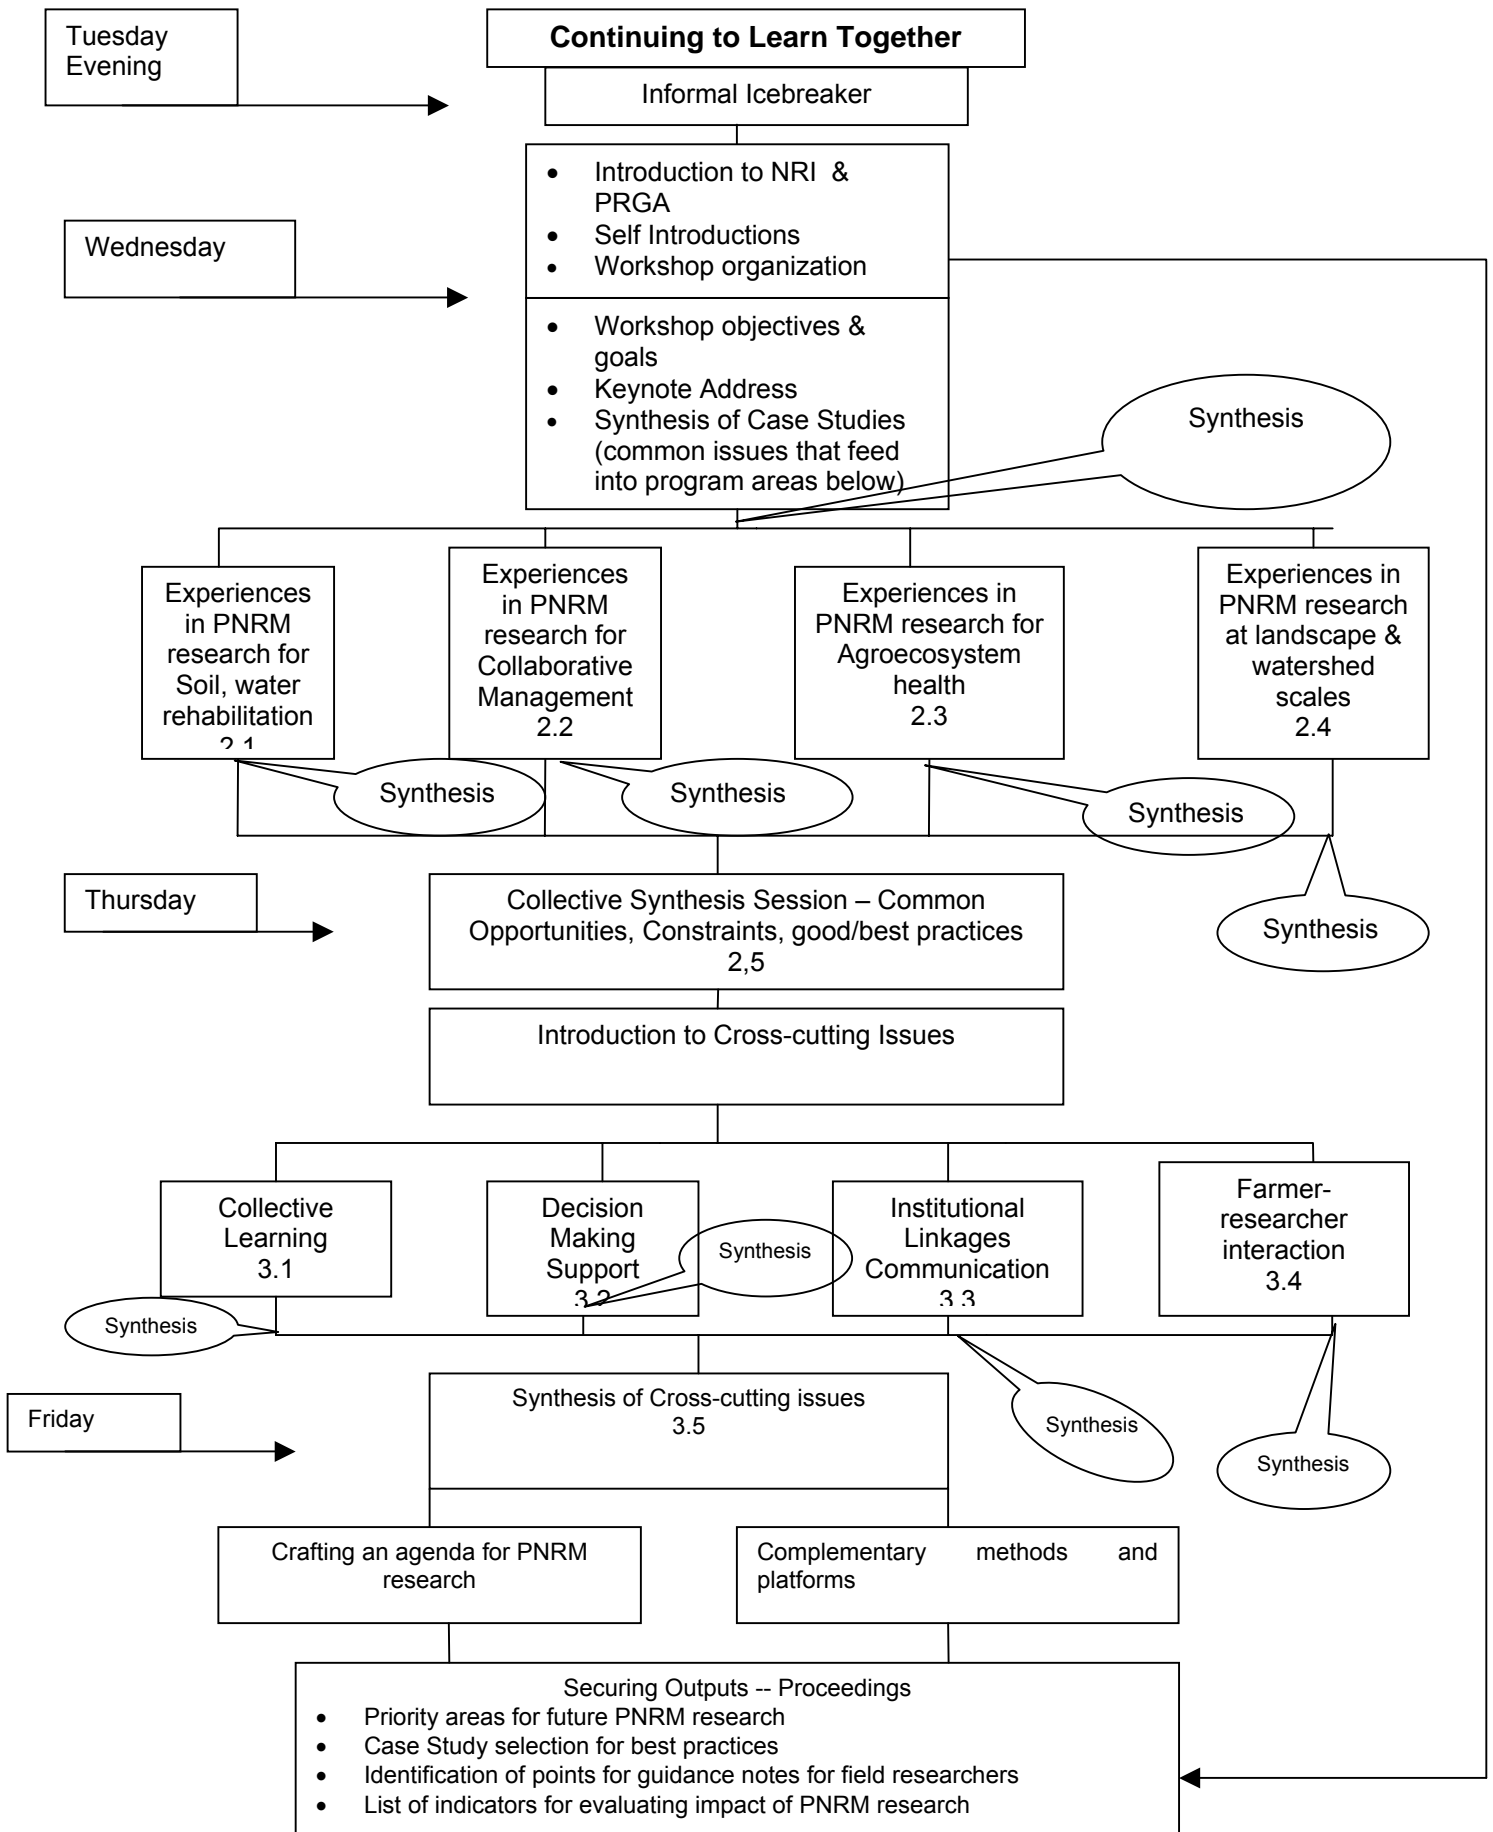 Tuesday
Evening
Continuing to Learn Together
Informal Icebreaker
• Introduction to NRI &
PRGA
• Self Introductions
• Workshop organization
Wednesday
• Workshop objectives &
goals
• Keynote Address
• Synthesis of Case Studies
(common issues that feed
into program areas below)
Synthesis
Experiences
in PNRM
research for
Soil, water
rehabilitation
2.1
Experiences
in PNRM
research for
Collaborative
Management
2.2
Experiences in
PNRM research for
Agroecosystem
health
2.3
Experiences in
PNRM research
at landscape &
watershed
scales
2.4
Synthesis
Synthesis
Synthesis
Synthesis
Thursday
Collective Synthesis Session – Common
Opportunities, Constraints, good/best practices
2,5
Introduction to Cross-cutting Issues
Collective
Learning
3.1
Decision
Making
Support
3.2
Institutional
Linkages
Communication
3.3
Farmer-
researcher
interaction
3.4
Synthesis
Synthesis
Synthesis
Synthesis
Friday
Synthesis of Cross-cutting issues
3.5
Crafting an agenda for PNRM
research
Complementary methods and
platforms
Securing Outputs -- Proceedings
• Priority areas for future PNRM research
• Case Study selection for best practices
• Identification of points for guidance notes for field researchers
• List of indicators for evaluating impact of PNRM research